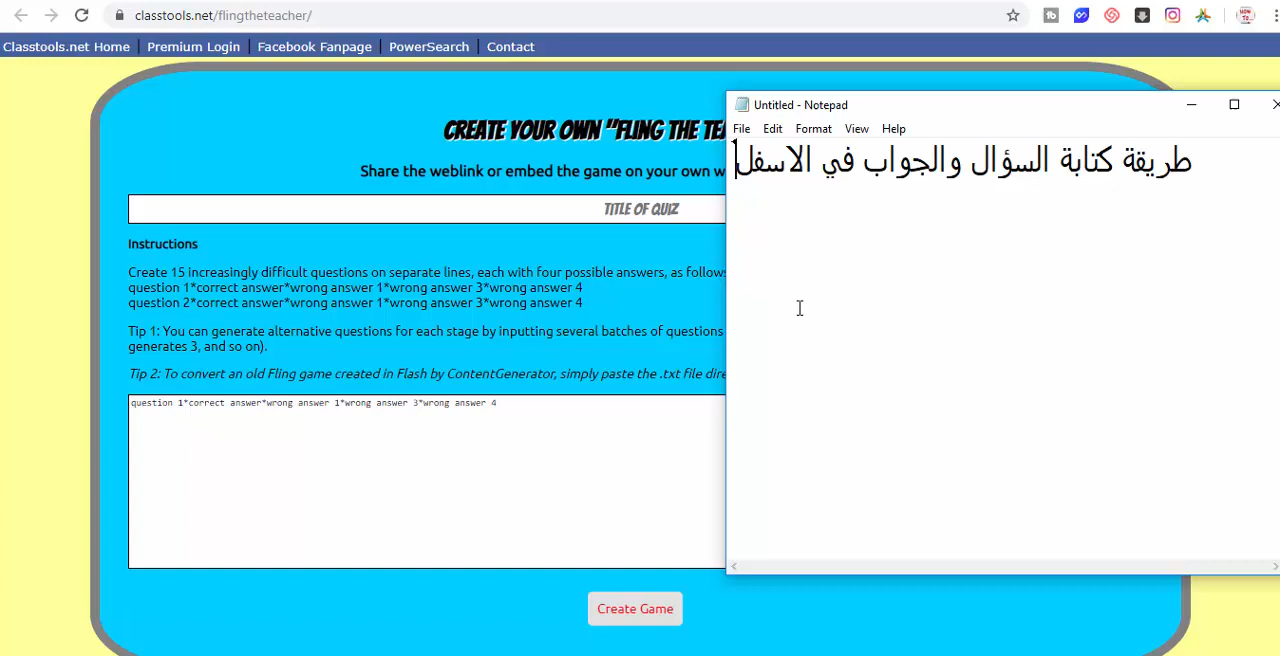 classtools.net/flingtheteacher/
Classtools.net Home | Premium Login | Facebook Fanpage | PowerSearch | Contact
CREATE YOUR OWN "FLING THE TEA
Share the weblink or embed the game on your own w
TITLE OF QUIZ
Instructions
Create 15 increasingly difficult questions on separate lines, each with four possible answers, as follows
question 1*correct answer*wrong answer 1*wrong answer 3*wrong answer 4
question 2*correct answer*wrong answer 1*wrong answer 3*wrong answer 4
Tip 1: You can generate alternative questions for each stage by inputting several batches of questions
generates 3, and so on).
Tip 2: To convert an old Fling game created in Flash by ContentGenerator, simply paste the .txt file dire
question 1*correct answer*wrong answer 1*wrong answer 3*wrong answer 4
Create Game
Untitled - Notepad
File Edit Format View Help
طريقة كتابة السؤال والجواب في الاسفل